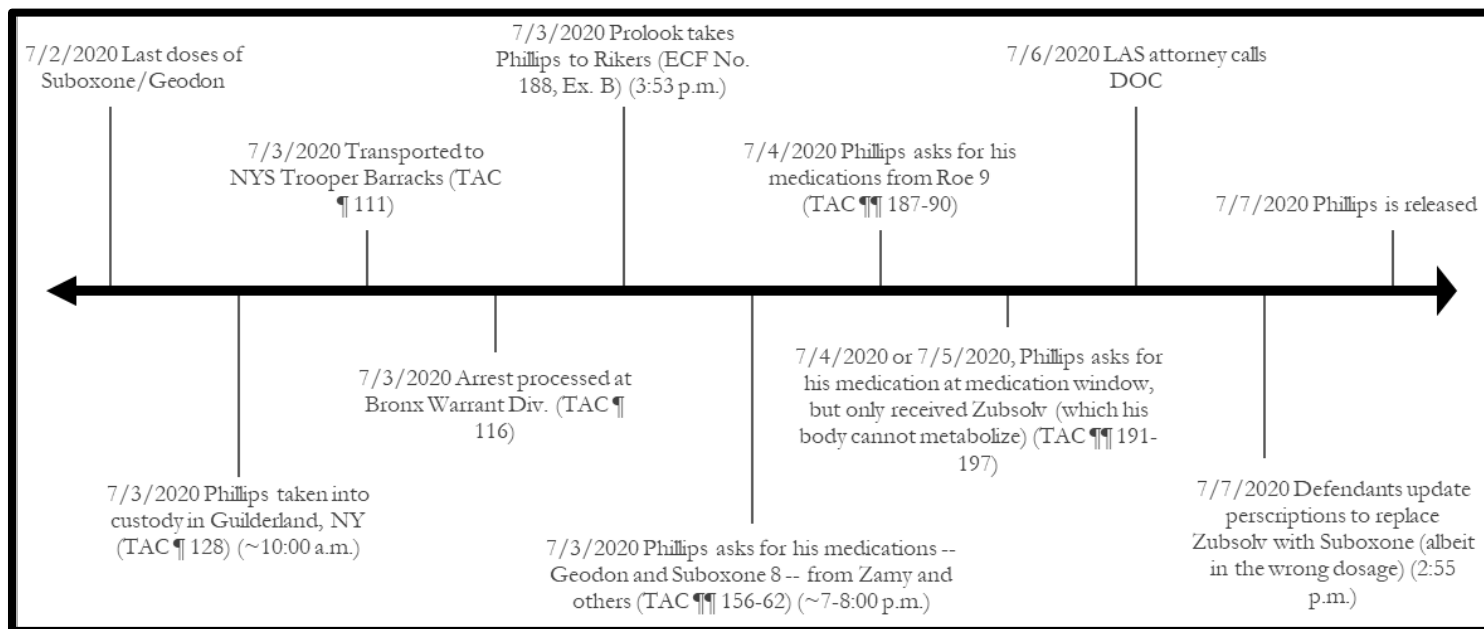 7/2/2020 Last doses of
Suboxone/Geodon
7/3/2020 Phillips taken into
custody in Guilderland, NY
(TAC ¶ 128) (~10:00 a.m.)
7/3/2020 Transported to
NYS Trooper Barracks (TAC
¶ 111)
7/3/2020 Arrest processed at
Bronx Warrant Div. (TAC ¶
116)
7/3/2020 Prolook takes
Phillips to Rikers (ECF No.
188, Ex. B) (3:53 p.m.)
7/3/2020 Phillips asks for his medications --
Geodon and Suboxone 8 -- from Zamy and
others (TAC ¶¶ 156-62) (~7-8:00 p.m.)
7/4/2020 Phillips asks for his
medications from Roe 9
(TAC ¶¶ 187-90)
7/4/2020 or 7/5/2020, Phillips asks for
his medication at medication window,
but only received Zubsolv (which his
body cannot metabolize) (TAC ¶¶ 191-
197)
7/6/2020 LAS attorney calls
DOC
7/7/2020 Defendants update
perscriptions to replace
Zubsolv with Suboxone (albeit
in the wrong dosage) (2:55
p.m.)
7/7/2020 Phillips is released